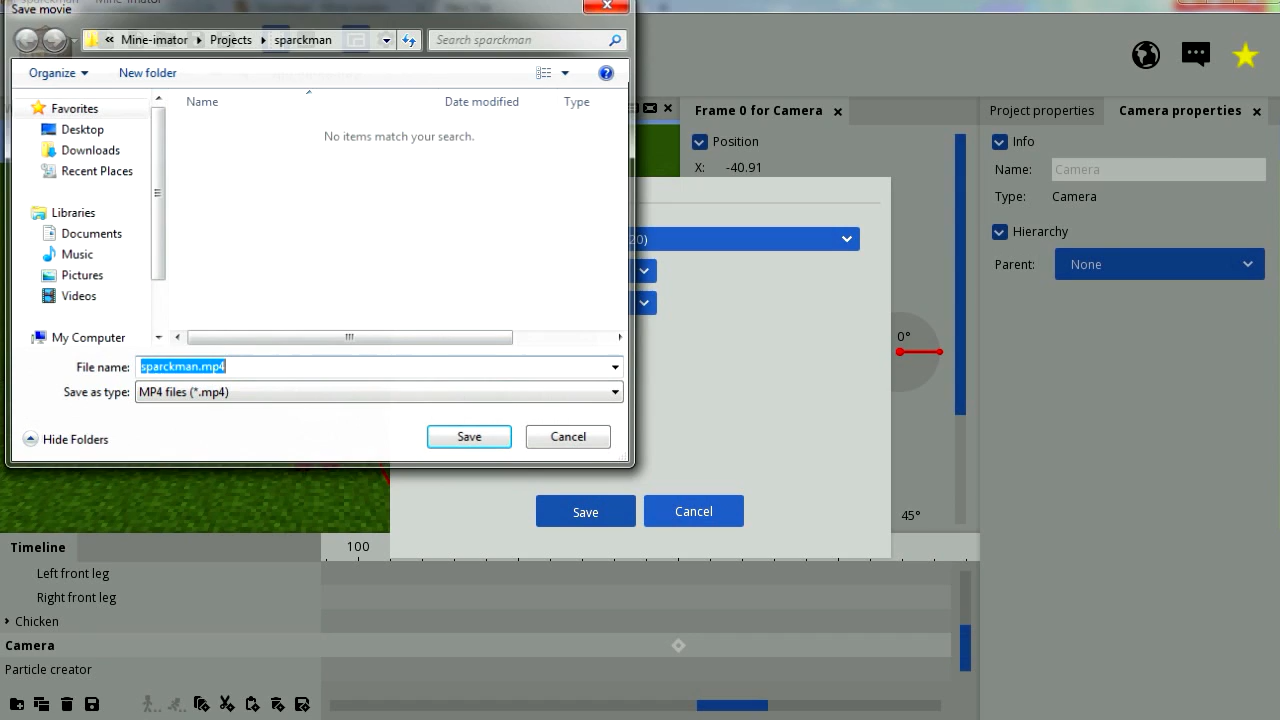 Save movie
Mine-imator
« Mine-imator ▸ Projects ▸ sparckman
Search sparckman
Organize
New folder
Favorites
Desktop
Downloads
Recent Places
Libraries
Documents
Music
Pictures
Videos
My Computer
Name
Date modified
Type
No items match your search.
File name:
sparckman.mp4
Save as type:
MP4 files (*.mp4)
Hide Folders
Save
Cancel
Frame 0 for Camera
Position
X: -40.91
20)
0°
45°
Save
Cancel
Project properties
Camera properties
Info
Name: Camera
Type: Camera
Hierarchy
Parent: None
Timeline
100
Left front leg
Right front leg
Chicken
Camera
Particle creator